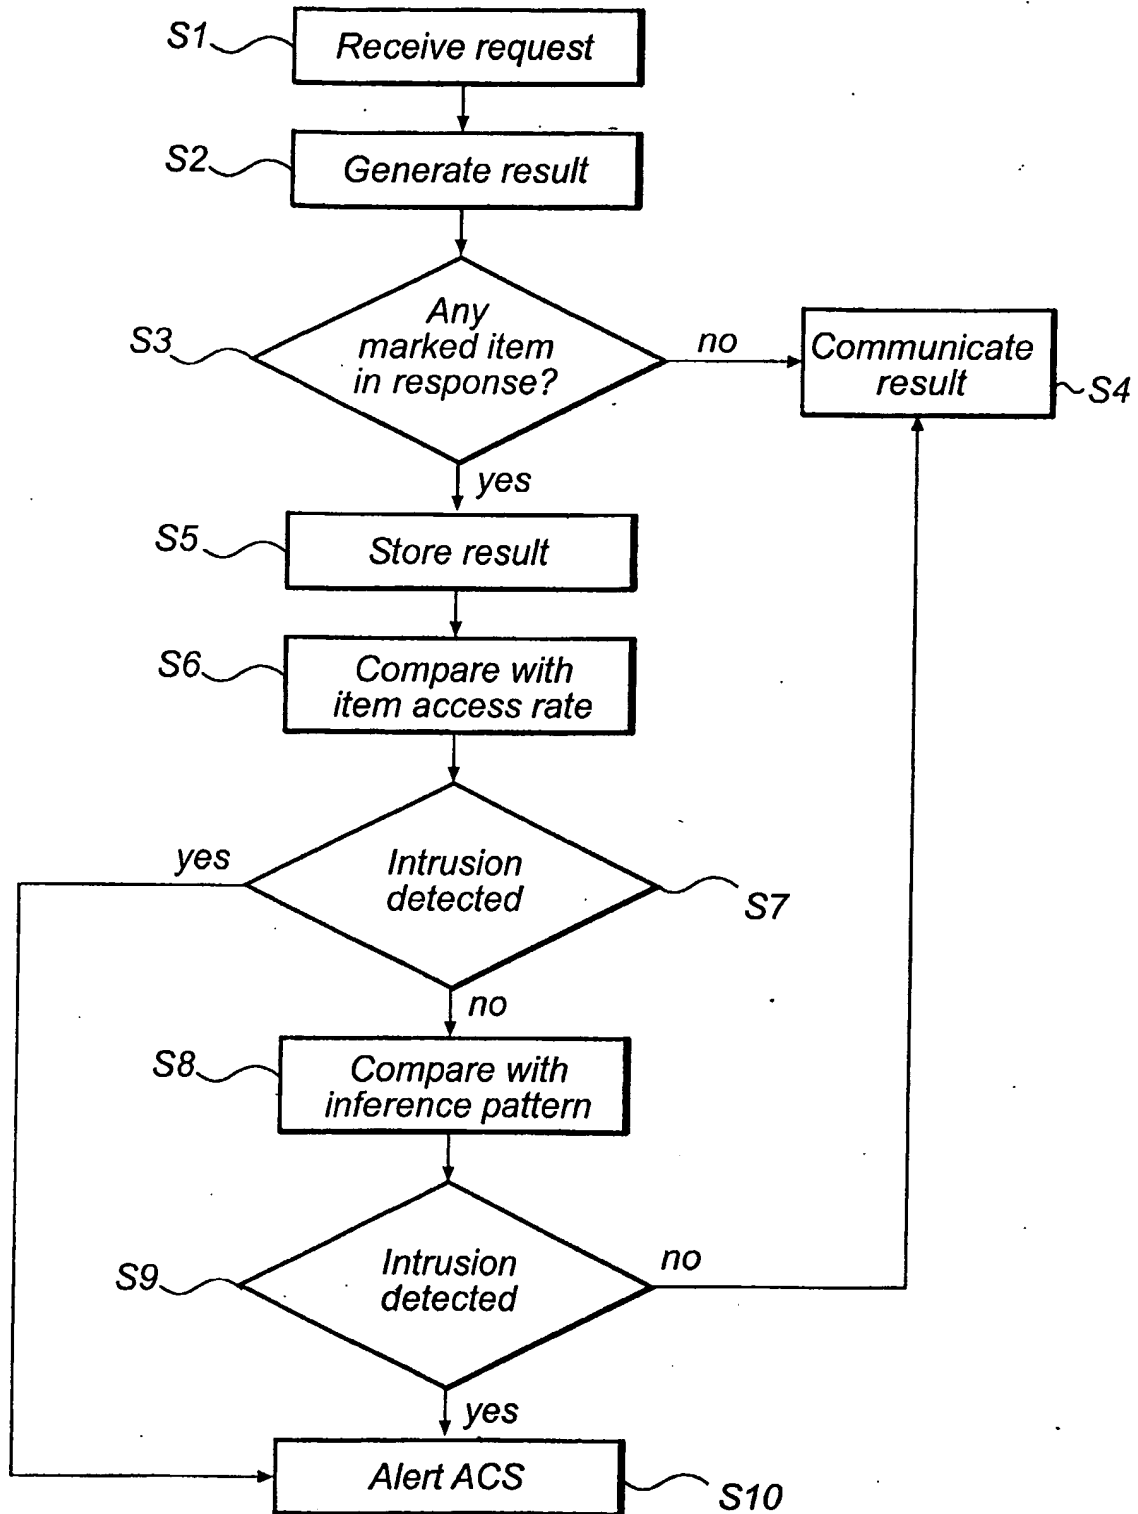 S1
Receive request
S2
Generate result
S3
Any
marked item
in response?
no
Communicate
result
S4
yes
S5
Store result
S6
Compare with
item access rate
yes
Intrusion
detected
S7
no
S8
Compare with
inference pattern
S9
Intrusion
detected
no
yes
Alert ACS
S10